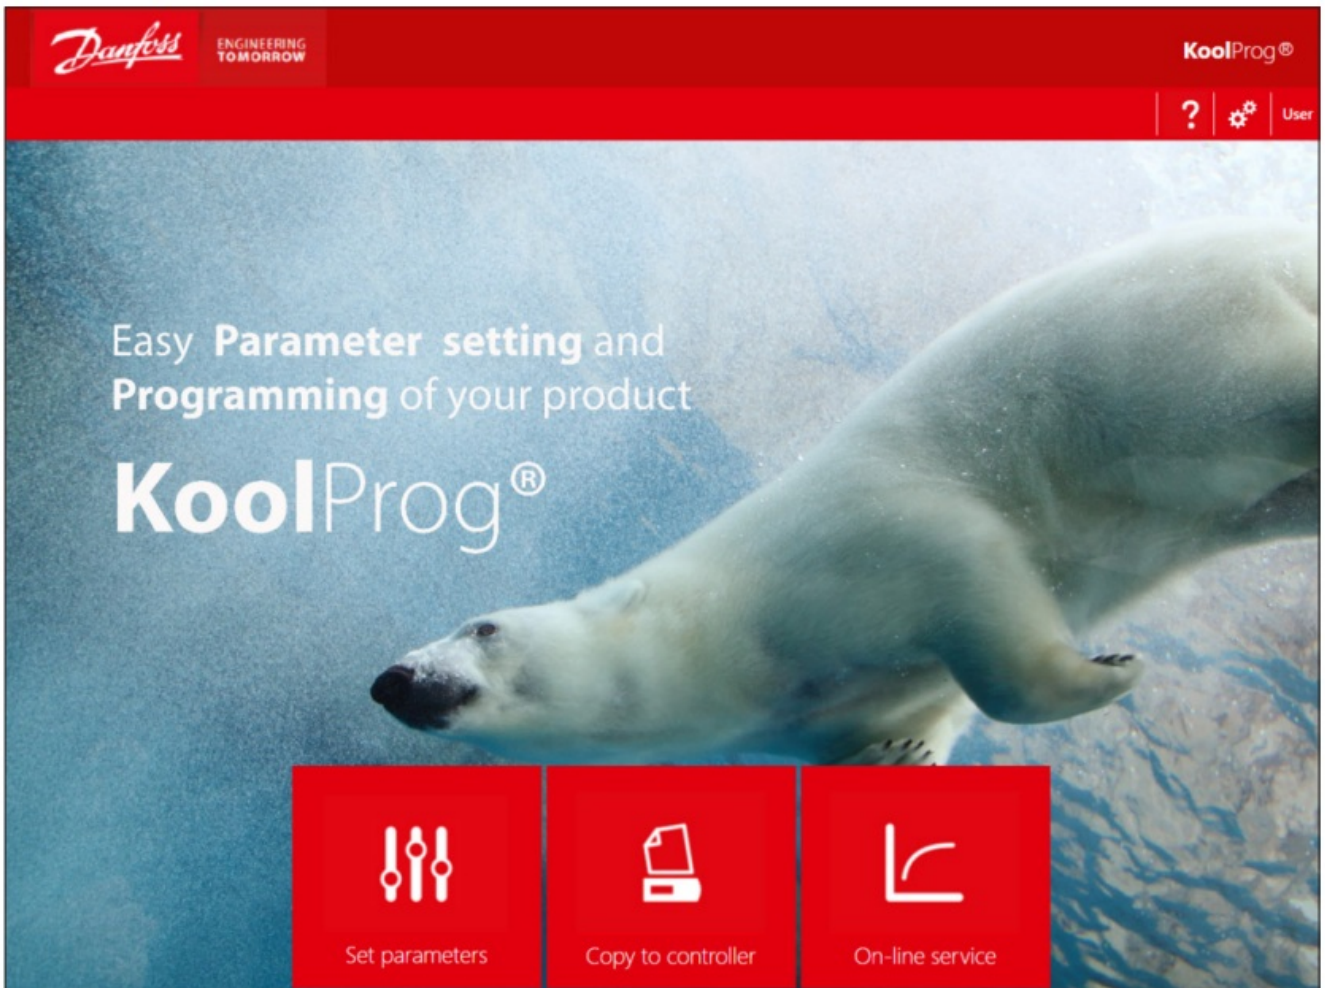 Danfoss
ENGINEERING
TOMORROW
KoolProg®
?
User
Easy Parameter setting and
Programming of your product
KoolProg®
Set parameters
Copy to controller
On-line service